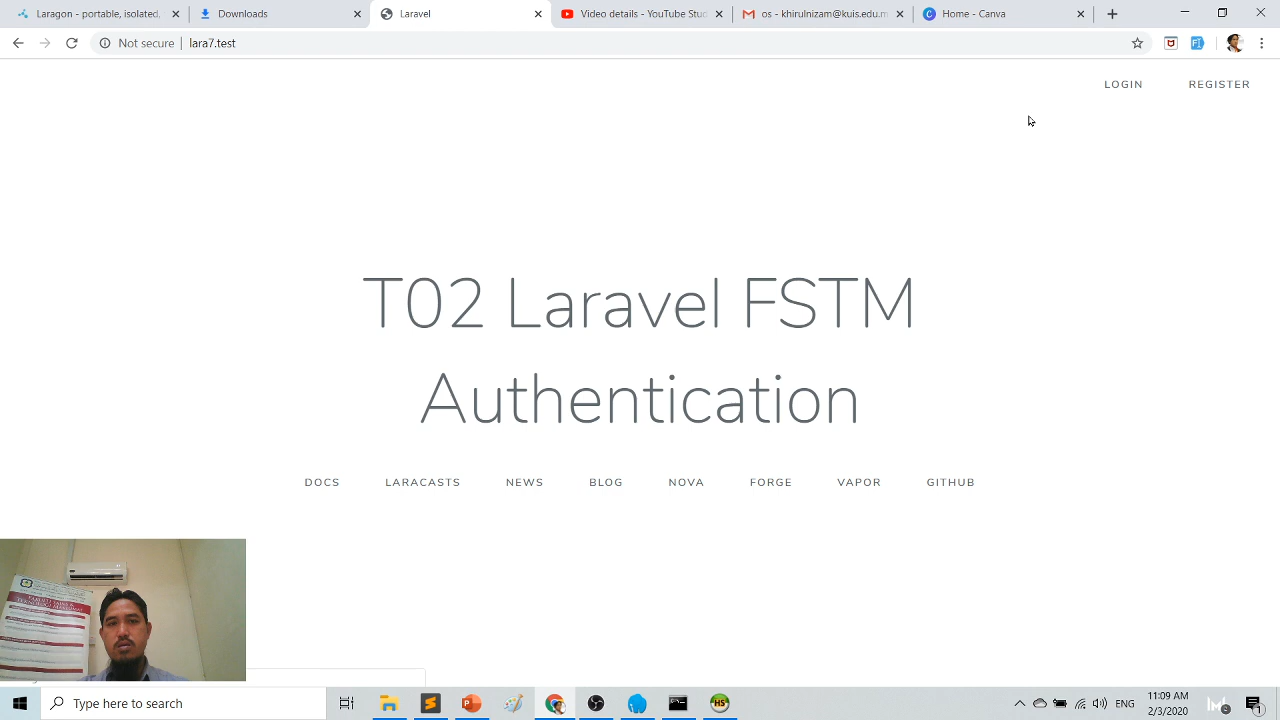 Laragon - portable, isolated,
Downloads
Laravel
Video details - YouTube Stu
os - khirulnizam@kuis.edu.m
Home - Canva
Not secure | lara7.test
LOGIN
REGISTER
T02 Laravel FSTM
Authentication
DOCS
LARACASTS
NEWS
BLOG
NOVA
FORGE
VAPOR
GITHUB
Type here to search
11:09 AM
2/3/2020